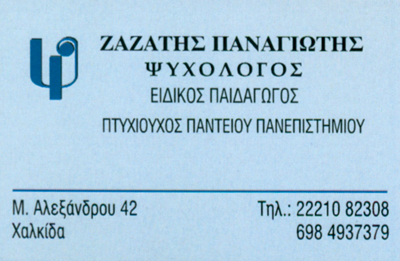 ΖΑΖΑΤΗΣ ΠΑΝΑΓΙΩΤΗΣ
ΨΥΧΟΛΟΓΟΣ
ΕΙΔΙΚΟΣ ΠΑΙΔΑΓΩΓΟΣ
ΠΤΥΧΙΟΥΧΟΣ ΠΑΝΤΕΙΟΥ ΠΑΝΕΠΙΣΤΗΜΙΟΥ
Μ. Αλεξάνδρου 42 Τηλ.: 22210 82308
Χαλκίδα 698 4937379